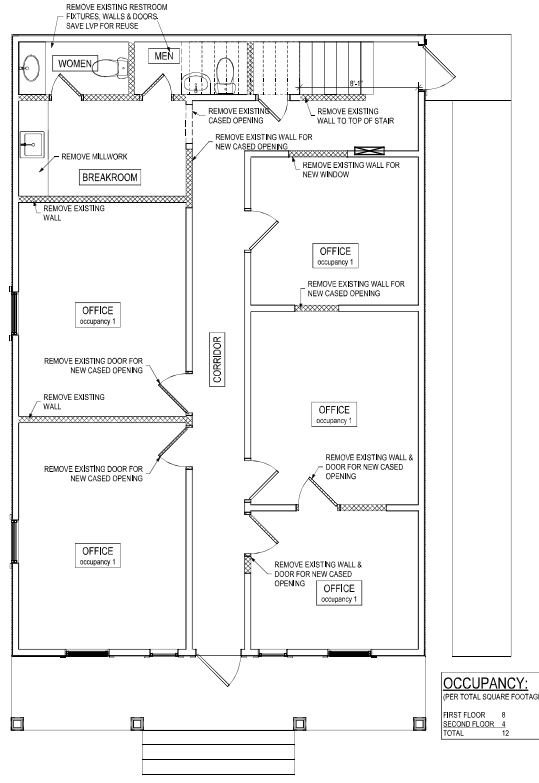 REMOVE EXISTING RESTROOM
FIXTURES, WALLS & DOORS.
SAVE LVP FOR REUSE
WOMEN
MEN
8'-1"
REMOVE EXISTING
CASED OPENING
REMOVE EXISTING
WALL TO TOP OF STAIR
REMOVE EXISTING WALL FOR
NEW CASED OPENING
REMOVE MILLWORK
BREAKROOM
REMOVE EXISTING WALL FOR
NEW WINDOW
REMOVE EXISTING
WALL
OFFICE
occupancy 1
REMOVE EXISTING WALL FOR
NEW CASED OPENING
OFFICE
occupancy 1
CORRIDOR
REMOVE EXISTING DOOR FOR
NEW CASED OPENING
REMOVE EXISTING
WALL
OFFICE
occupancy 1
REMOVE EXISTING DOOR FOR
NEW CASED OPENING
REMOVE EXISTING WALL &
DOOR FOR NEW CASED
OPENING
OFFICE
occupancy 1
REMOVE EXISTING WALL &
DOOR FOR NEW CASED
OPENING
OFFICE
occupancy 1
OCCUPANCY:
(PER TOTAL SQUARE FOOTAG
FIRST FLOOR 8
SECOND FLOOR 4
TOTAL 12